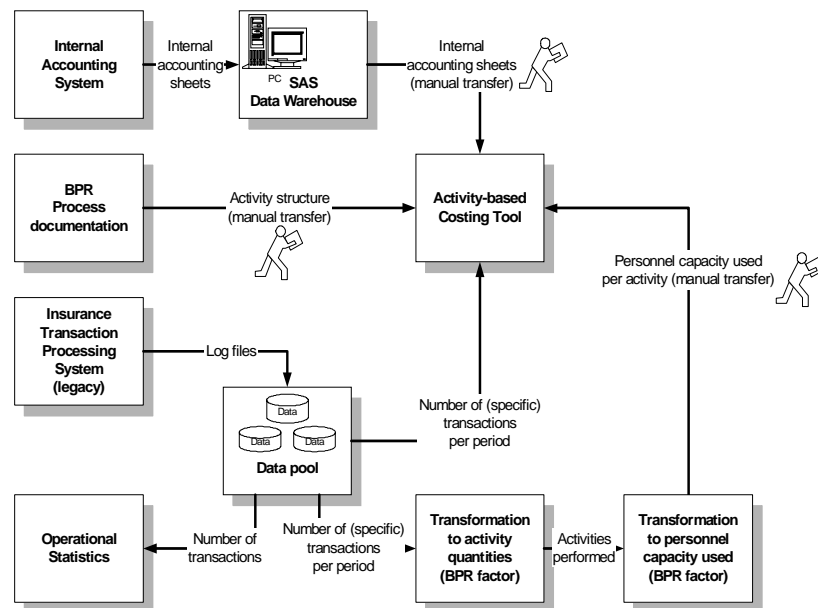 Internal
Accounting
System
Internal
accounting
sheets
PC SAS
Data Warehouse
Internal
accounting sheets
(manual transfer)
BPR
Process
documentation
Activity structure
(manual transfer)
Activity-based
Costing Tool
Personnel capacity used
per activity (manual transfer)
Insurance
Transaction
Processing
System
(legacy)
Log files
Data
Data
Data
Data pool
Number of (specific)
transactions
per period
Operational
Statistics
Number of
transactions
Number of (specific)
transactions
per period
Transformation
to activity
quantities
(BPR factor)
Activities
performed
Transformation
to personnel
capacity used
(BPR factor)